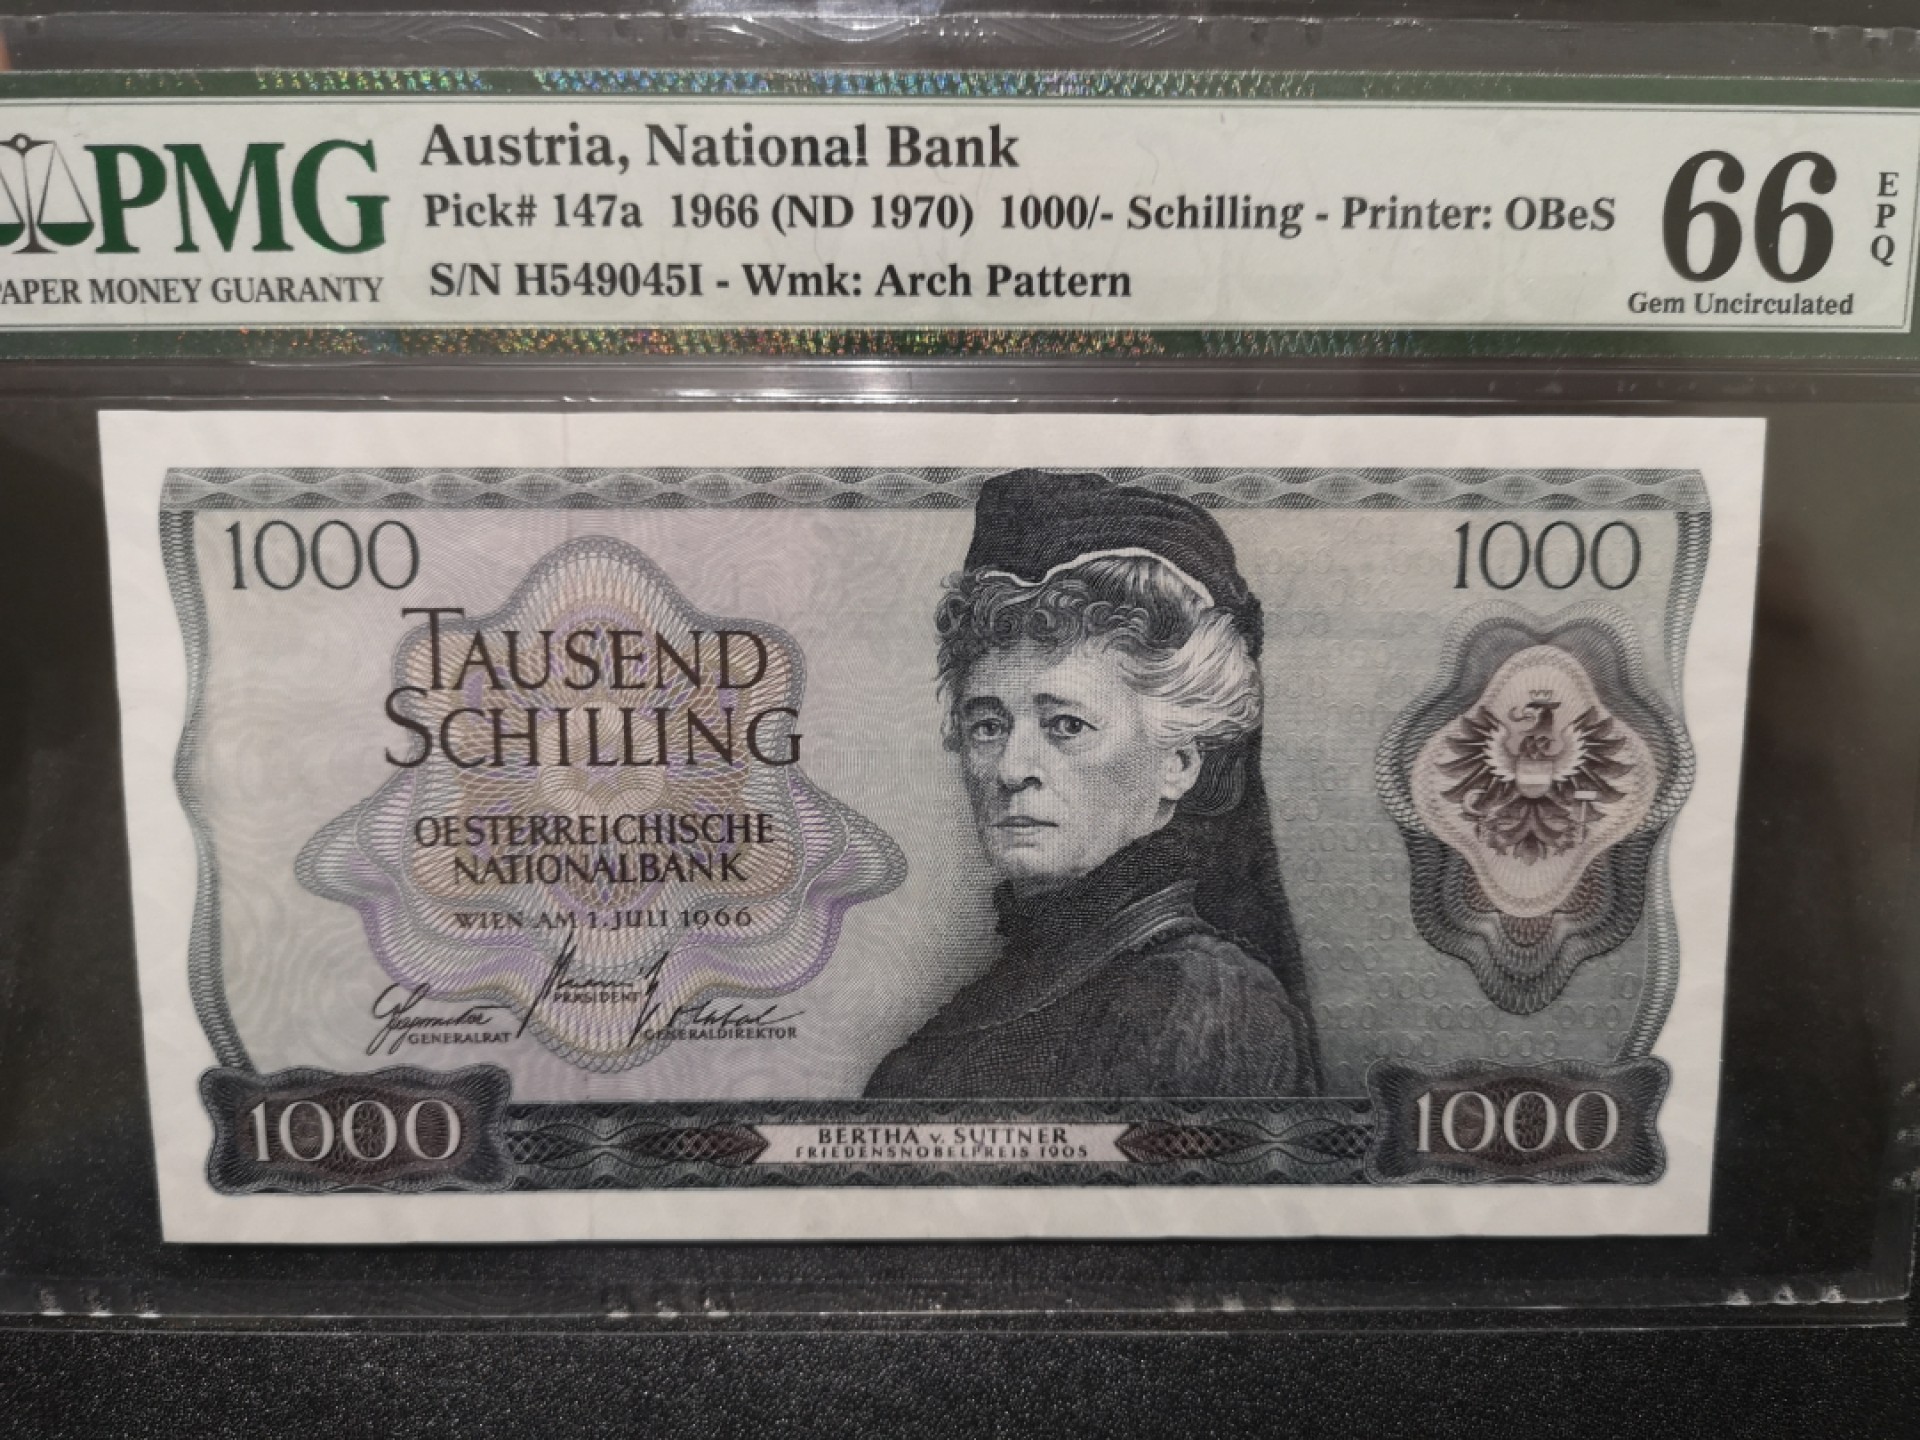 PMG
PAPER MONEY GUARANTY
Austria, National Bank
Pick# 147a 1966 (ND 1970) 1000/- Schilling - Printer: OBeS
S/N H549045I - Wmk: Arch Pattern
66
EPQ
Gem Uncirculated
1000
1000
TAUSEND
SCHILLING
OESTERREICHISCHE
NATIONALBANK
WIEN AM 1. JULI 1966
PRÄSIDENT
GENERALRAT
GENERALDIREKTOR
1000
BERTHA v. SUTTNER
FRIEDENSNOBELPREIS 1905
1000